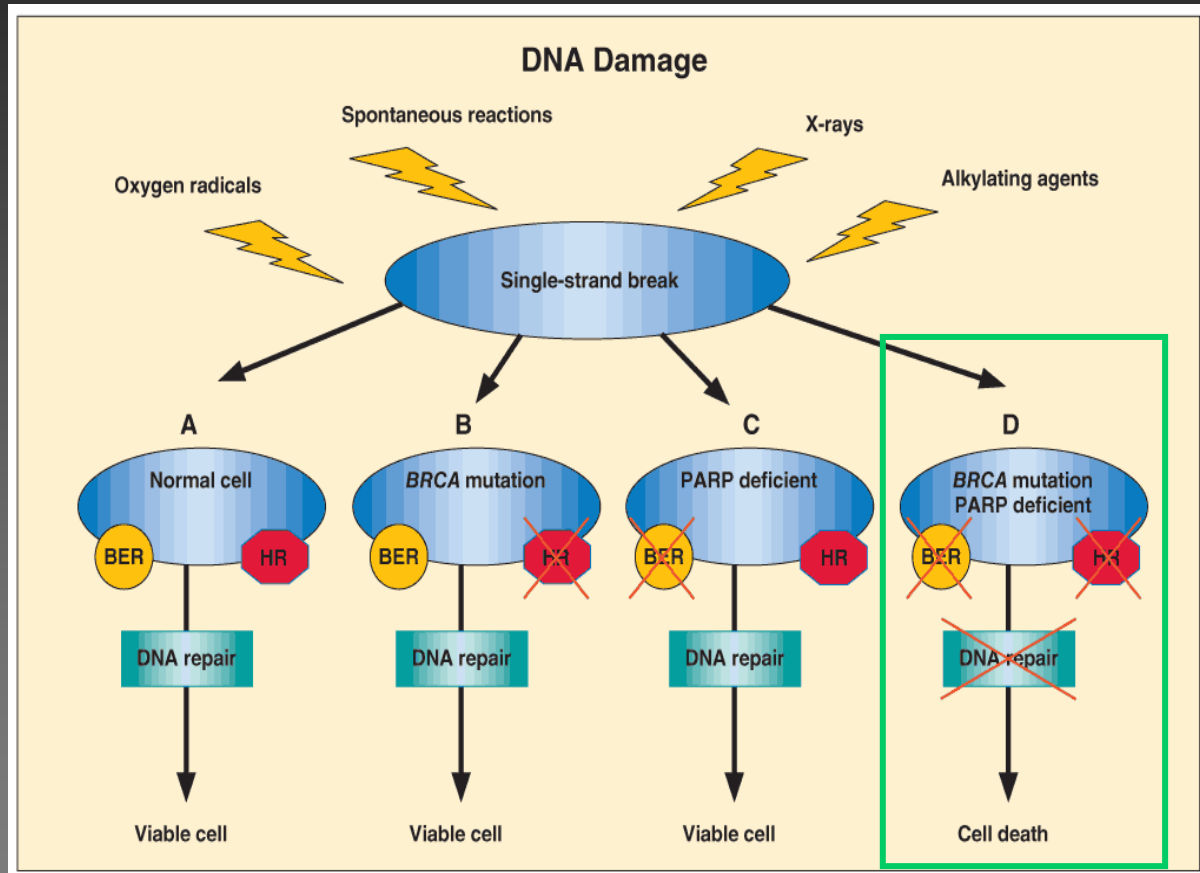 DNA Damage
Spontaneous reactions
X-rays
Oxygen radicals
Alkylating agents
Single-strand break
A
B
C
D
Normal cell
BRCA mutation
PARP deficient
BRCA mutation
PARP deficient
BER
HR
BER
HR
BER
HR
BER
HR
DNA repair
DNA repair
DNA repair
DNA repair
Viable cell
Viable cell
Viable cell
Cell death